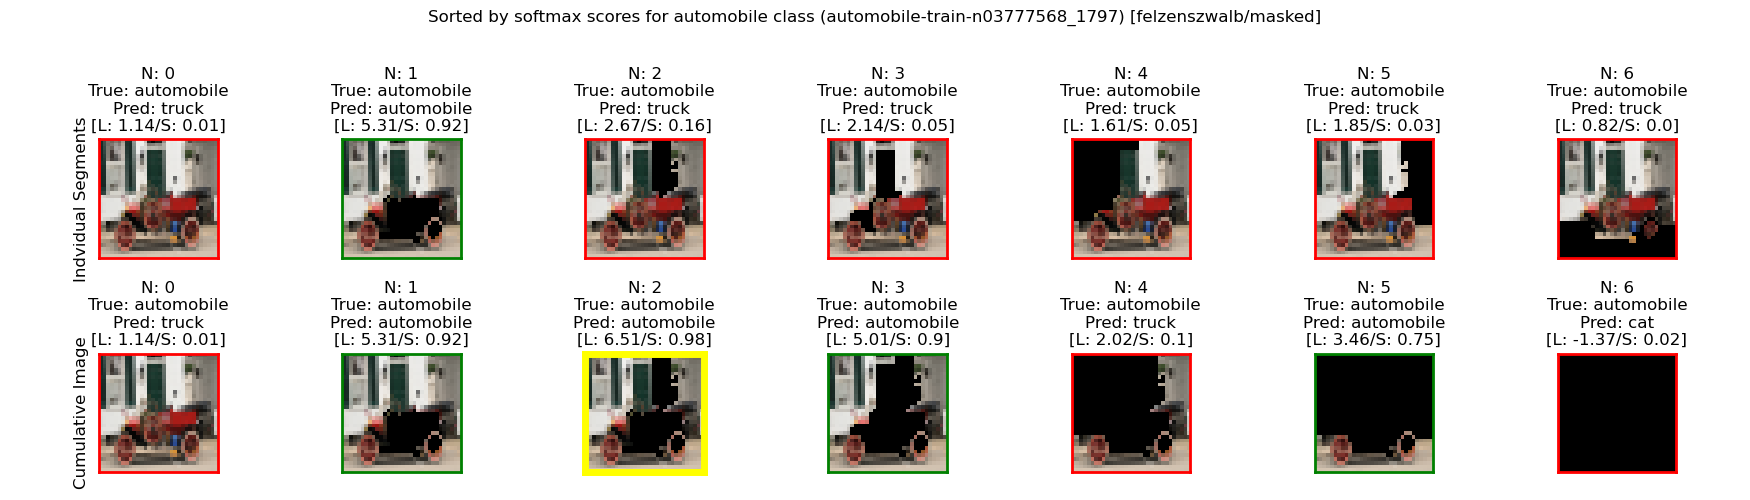 Sorted by softmax scores for automobile class (automobile-train-n03777568_1797) [felzenszwalb/masked]
Indvidual Segments
N: 0
True: automobile
Pred: truck
[L: 1.14/S: 0.01]
N: 1
True: automobile
Pred: automobile
[L: 5.31/S: 0.92]
N: 2
True: automobile
Pred: truck
[L: 2.67/S: 0.16]
N: 3
True: automobile
Pred: truck
[L: 2.14/S: 0.05]
N: 4
True: automobile
Pred: truck
[L: 1.61/S: 0.05]
N: 5
True: automobile
Pred: truck
[L: 1.85/S: 0.03]
N: 6
True: automobile
Pred: truck
[L: 0.82/S: 0.0]
Cumulative Image
N: 0
True: automobile
Pred: truck
[L: 1.14/S: 0.01]
N: 1
True: automobile
Pred: automobile
[L: 5.31/S: 0.92]
N: 2
True: automobile
Pred: automobile
[L: 6.51/S: 0.98]
N: 3
True: automobile
Pred: automobile
[L: 5.01/S: 0.9]
N: 4
True: automobile
Pred: truck
[L: 2.02/S: 0.1]
N: 5
True: automobile
Pred: automobile
[L: 3.46/S: 0.75]
N: 6
True: automobile
Pred: cat
[L: -1.37/S: 0.02]